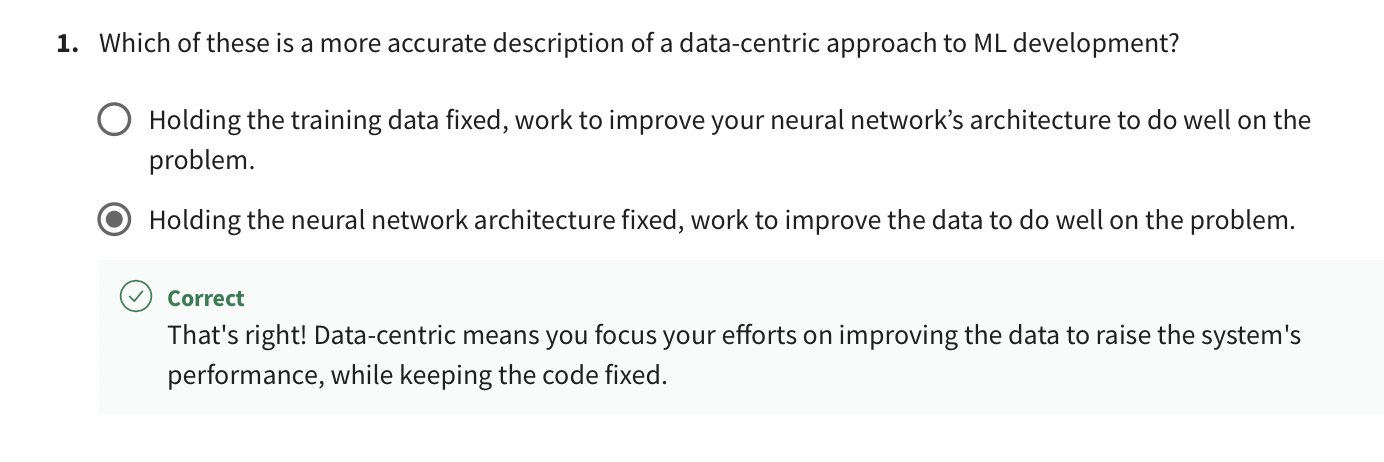 1. Which of these is a more accurate description of a data-centric approach to ML development?
Holding the training data fixed, work to improve your neural network’s architecture to do well on the
problem.
Holding the neural network architecture fixed, work to improve the data to do well on the problem.
Correct
That's right! Data-centric means you focus your efforts on improving the data to raise the system's
performance, while keeping the code fixed.